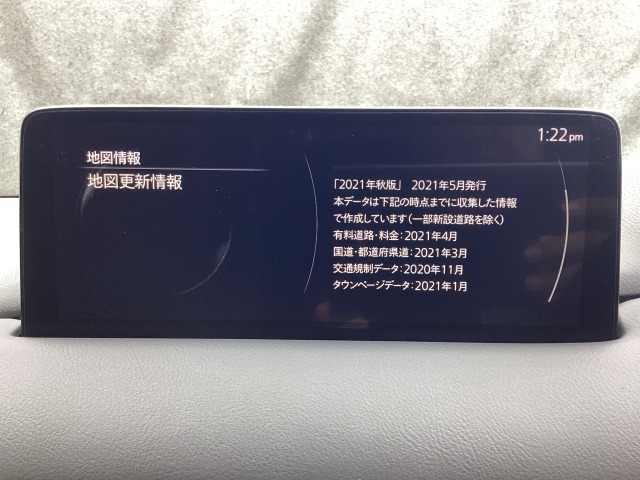 1:22pm
地図情報
地図更新情報
「2021年秋版」 2021年5月発行
本データは下記の時点までに収集した情報
で作成しています(一部新設道路を除く)
有料道路・料金:2021年4月
国道・都道府県道:2021年3月
交通規制データ:2020年11月
タウンページデータ:2021年1月